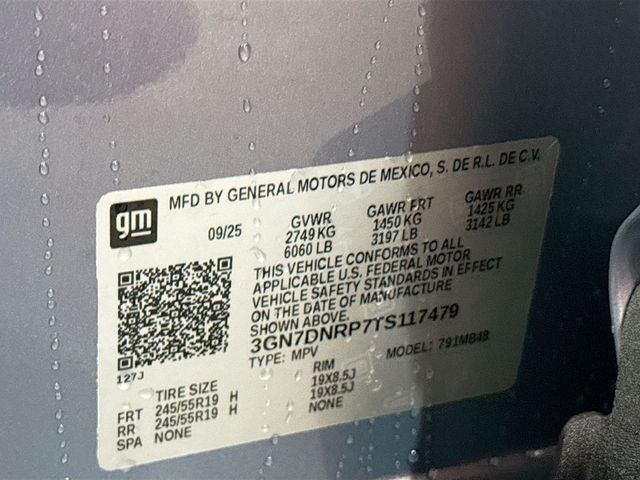 gm
MFD BY GENERAL MOTORS DE MEXICO, S. DE R.L. DE C.V.
09/25 GVWR GAWR FRT GAWR RR
2749 KG 1450 KG 1425 KG
6060 LB 3197 LB 3142 LB
THIS VEHICLE CONFORMS TO ALL
APPLICABLE U.S. FEDERAL MOTOR
VEHICLE SAFETY STANDARDS IN EFFECT
ON THE DATE OF MANUFACTURE
SHOWN ABOVE.
3GN7DNRP7TS117479
TYPE: MPV MODEL: 791MB48
127J
TIRE SIZE RIM
FRT 245/55R19 H 19X8.5J
RR 245/55R19 H 19X8.5J
SPA NONE NONE